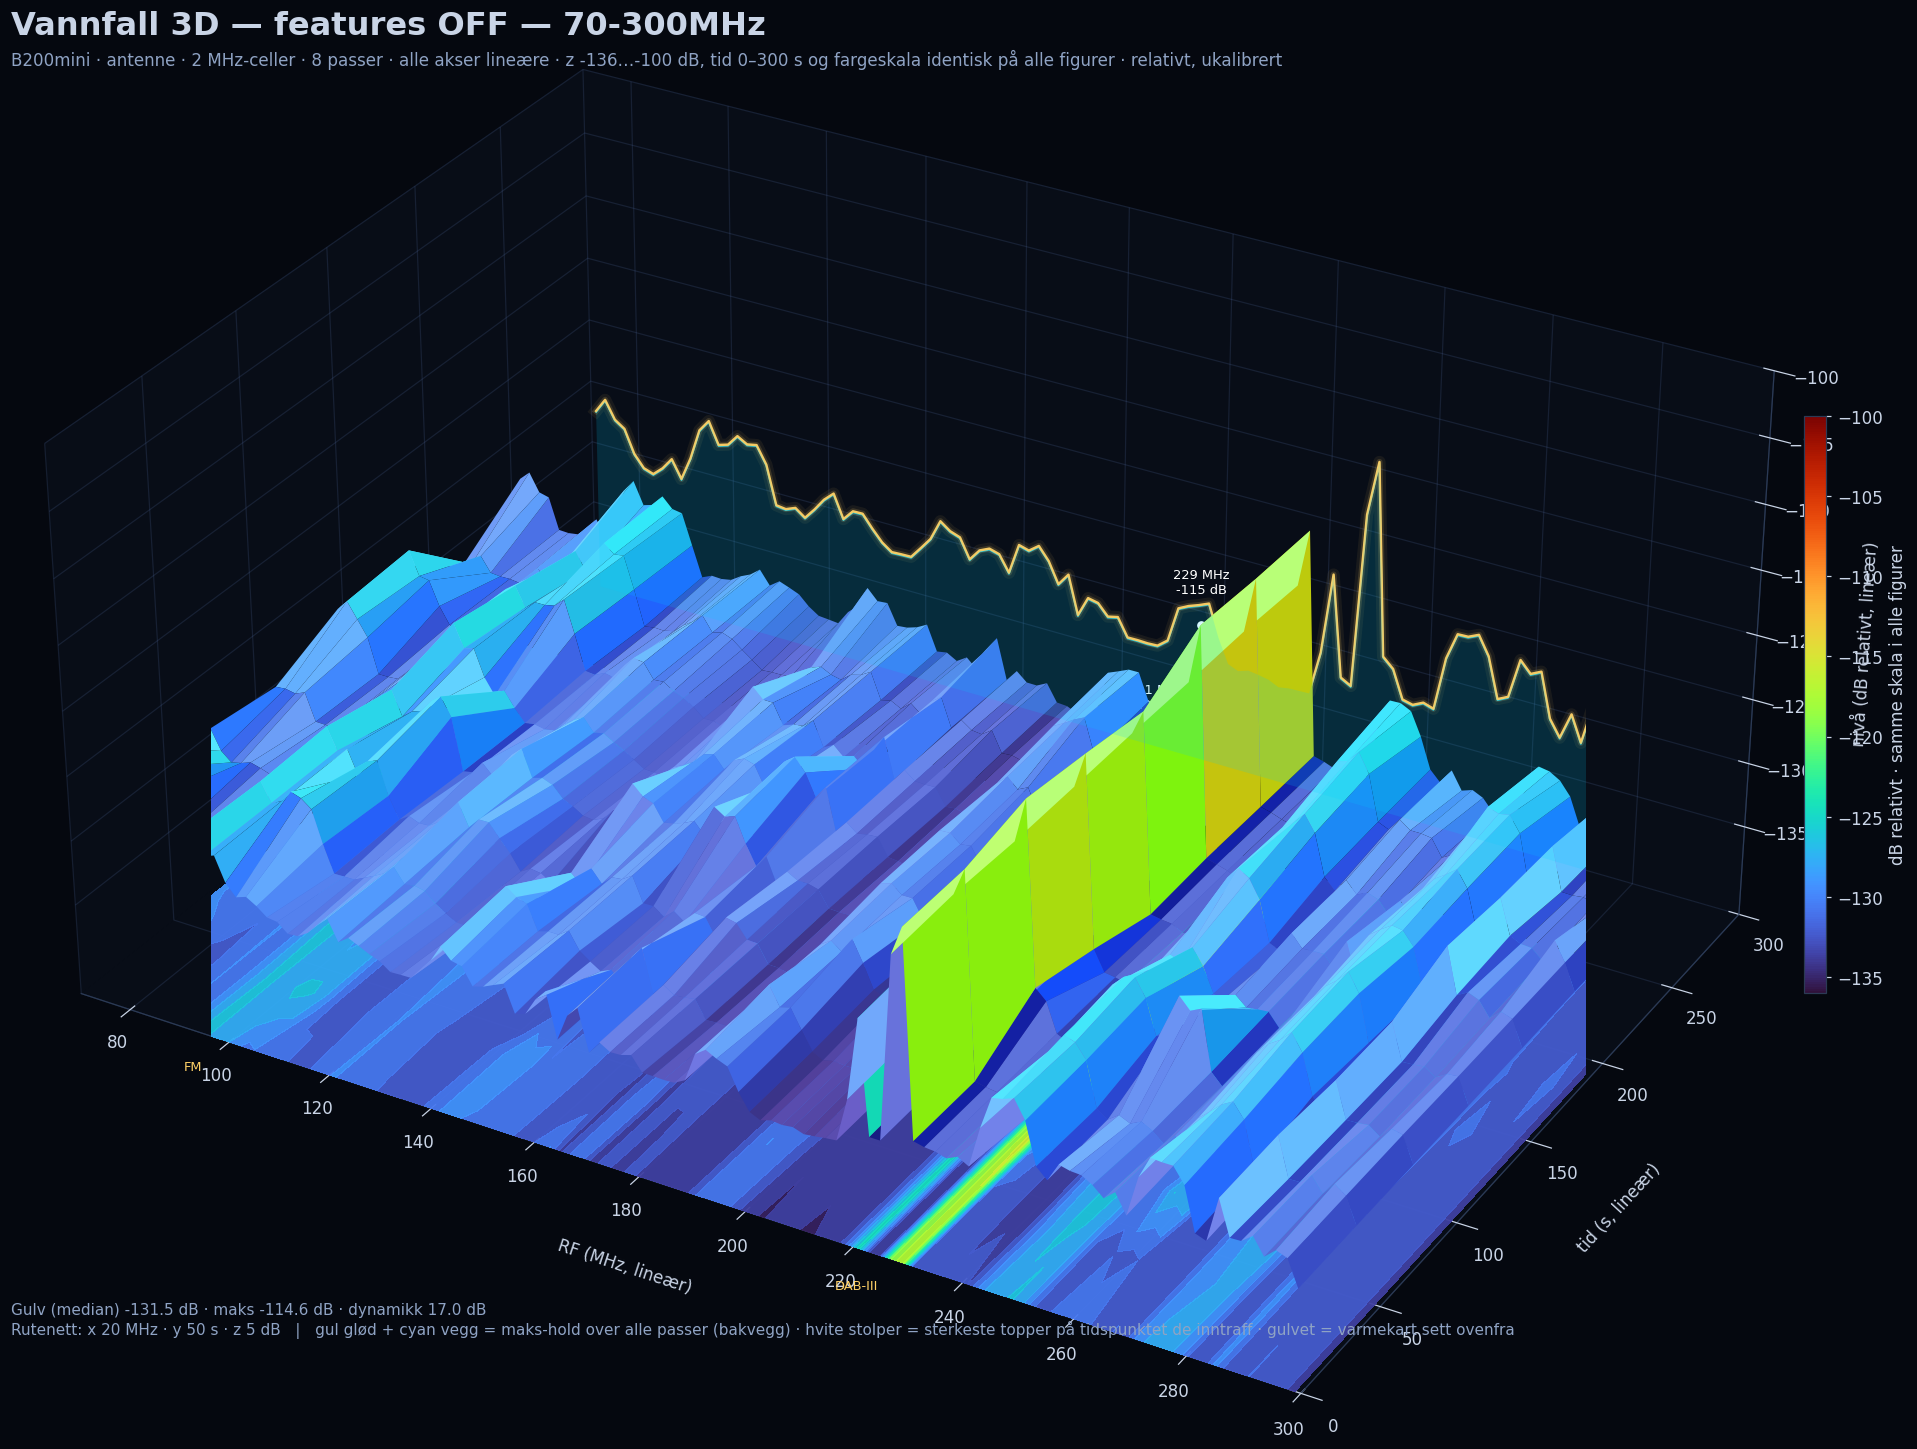 Vannfall 3D — features OFF — 70-300MHz
B200mini · antenne · 2 MHz-celler · 8 passer · alle akser lineære · z -136…-100 dB, tid 0–300 s og fargeskala identisk på alle figurer · relativt, ukalibrert
229 MHz
-115 dB
−100
−135
−100
−105
−110
−115
−120
−125
−130
−135
nivå (dB relativt, lineær)
dB relativt · samme skala i alle figurer
300
250
200
150
100
50
0
tid (s, lineær)
80
FM
100
120
140
160
180
200
220
DAB-III
240
260
280
300
RF (MHz, lineær)
Gulv (median) -131.5 dB · maks -114.6 dB · dynamikk 17.0 dB
Rutenett: x 20 MHz · y 50 s · z 5 dB | gul glød + cyan vegg = maks-hold over alle passer (bakvegg) · hvite stolper = sterkeste topper på tidspunktet de inntraff · gulvet = varmekart sett ovenfra